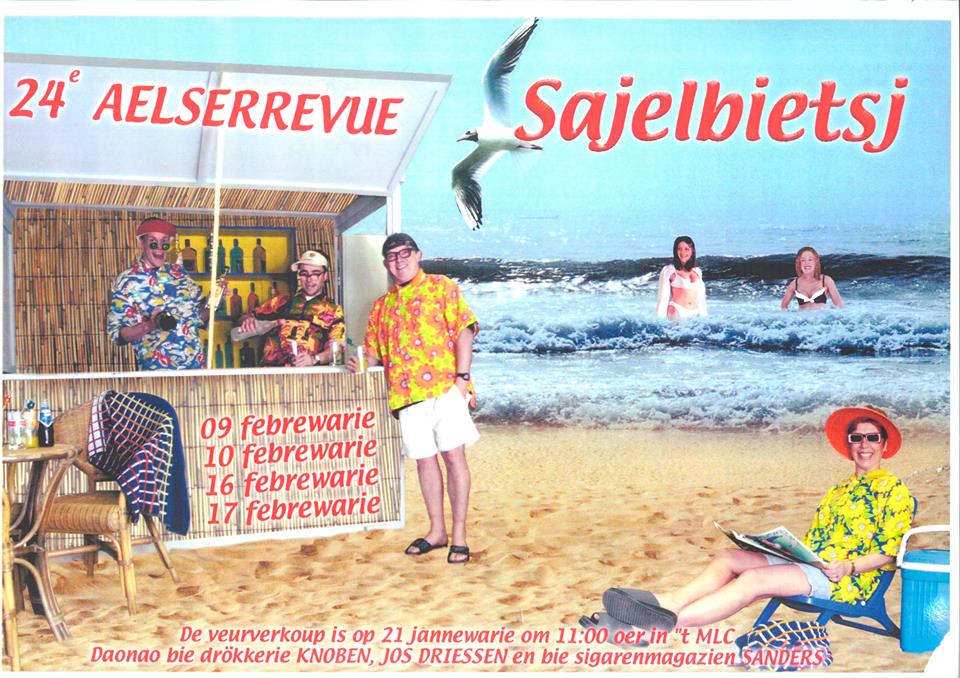 24e AELSERREVUE
Sajelbietsj
09 febrewarie
10 febrewarie
16 febrewarie
17 febrewarie
De veurverkoup is op 21 jannewarie om 11:00 oer in "t MLC
Daonao bie drökkerie KNOBEN, JOS DRIESSEN en bie sigarenmagazien SANDERS.